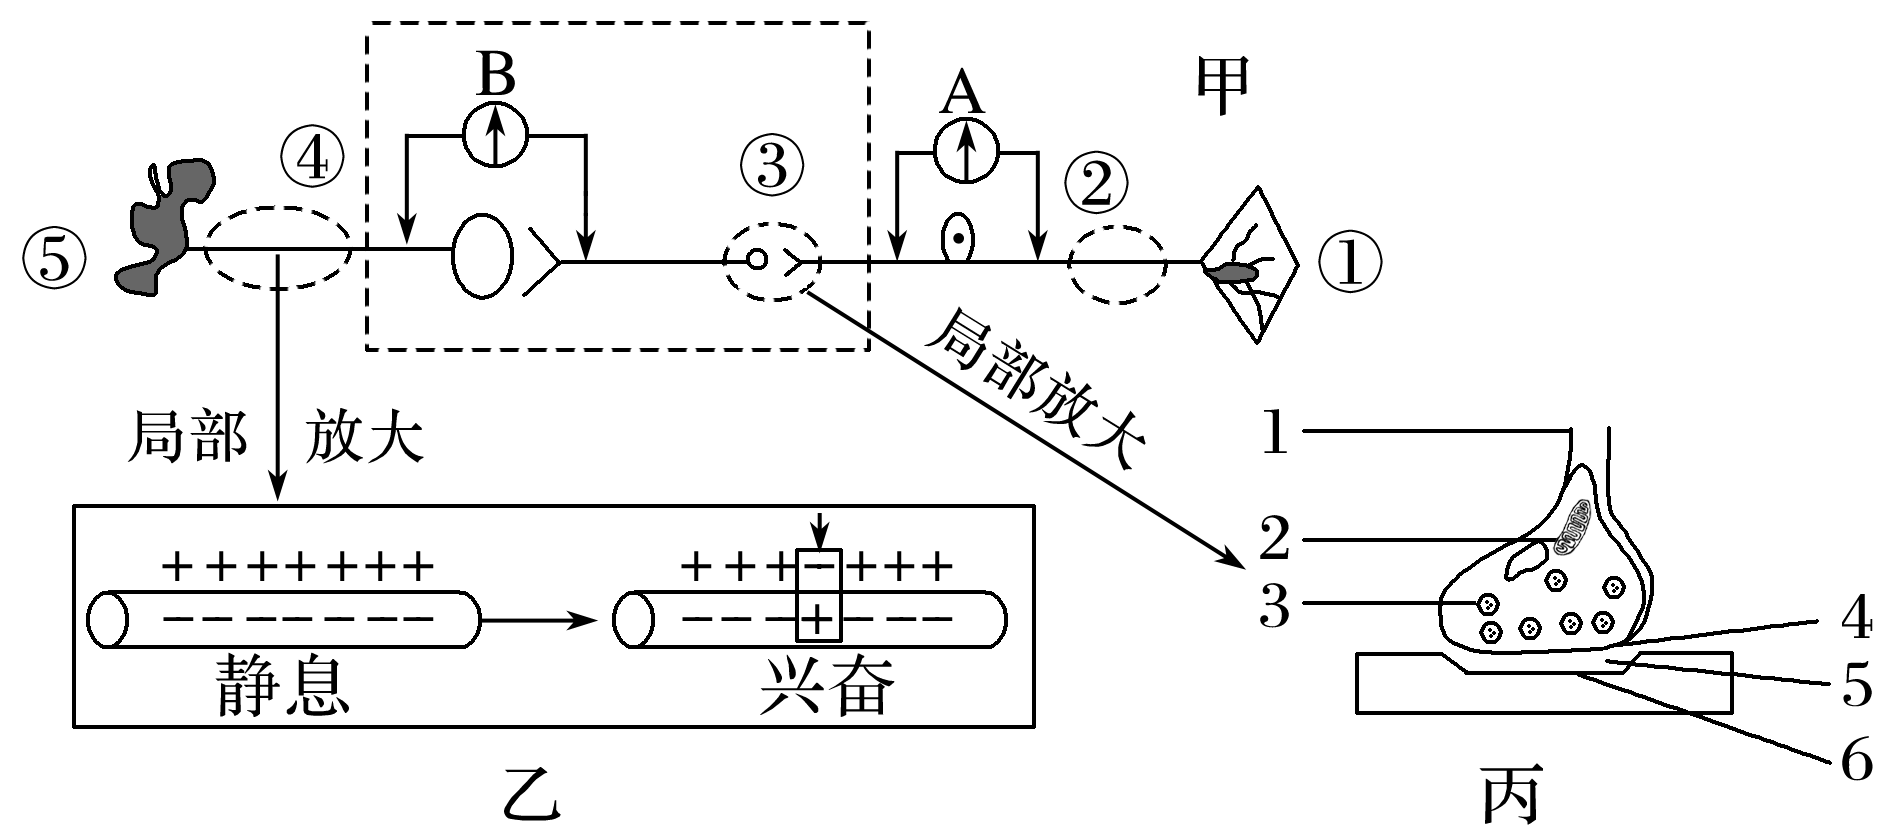 B
A
甲
④
③
②
⑤
①
局部放大
局部 放大
1
2
3
4
5
6
+ + + + + + +
+ + + − + + +
− − − − − − −
− − − + − − −
静息
兴奋
乙
丙